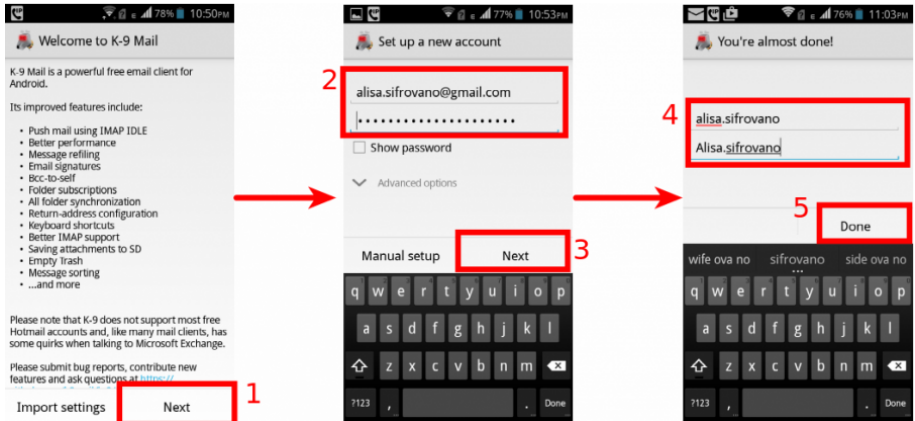 78% 10:50PM
Welcome to K-9 Mail
K-9 Mail is a powerful free email client for
Android.
Its improved features include:
• Push mail using IMAP IDLE
• Better performance
• Message refiling
• Email signatures
• Bcc-to-self
• Folder subscriptions
• All folder synchronization
• Return-address configuration
• Keyboard shortcuts
• Better IMAP support
• Saving attachments to SD
• Empty Trash
• Message sorting
• ...and more
Please note that K-9 does not support most free
Hotmail accounts and, like many mail clients, has
some quirks when talking to Microsoft Exchange.
Please submit bug reports, contribute new
features and ask questions at https://
Import settings
Next
1
77% 10:53PM
Set up a new account
2
alisa.sifrovano@gmail.com
Show password
Advanced options
Manual setup
Next
3
q w e r t y u i o p
a s d f g h j k l
z x c v b n m
?123 , . Done
76% 11:03PM
You're almost done!
4
alisa.sifrovano
Alisa.sifrovano
5
Done
wife ova no sifrovano side ova no
q w e r t y u i o p
a s d f g h j k l
z x c v b n m
?123 , . Done